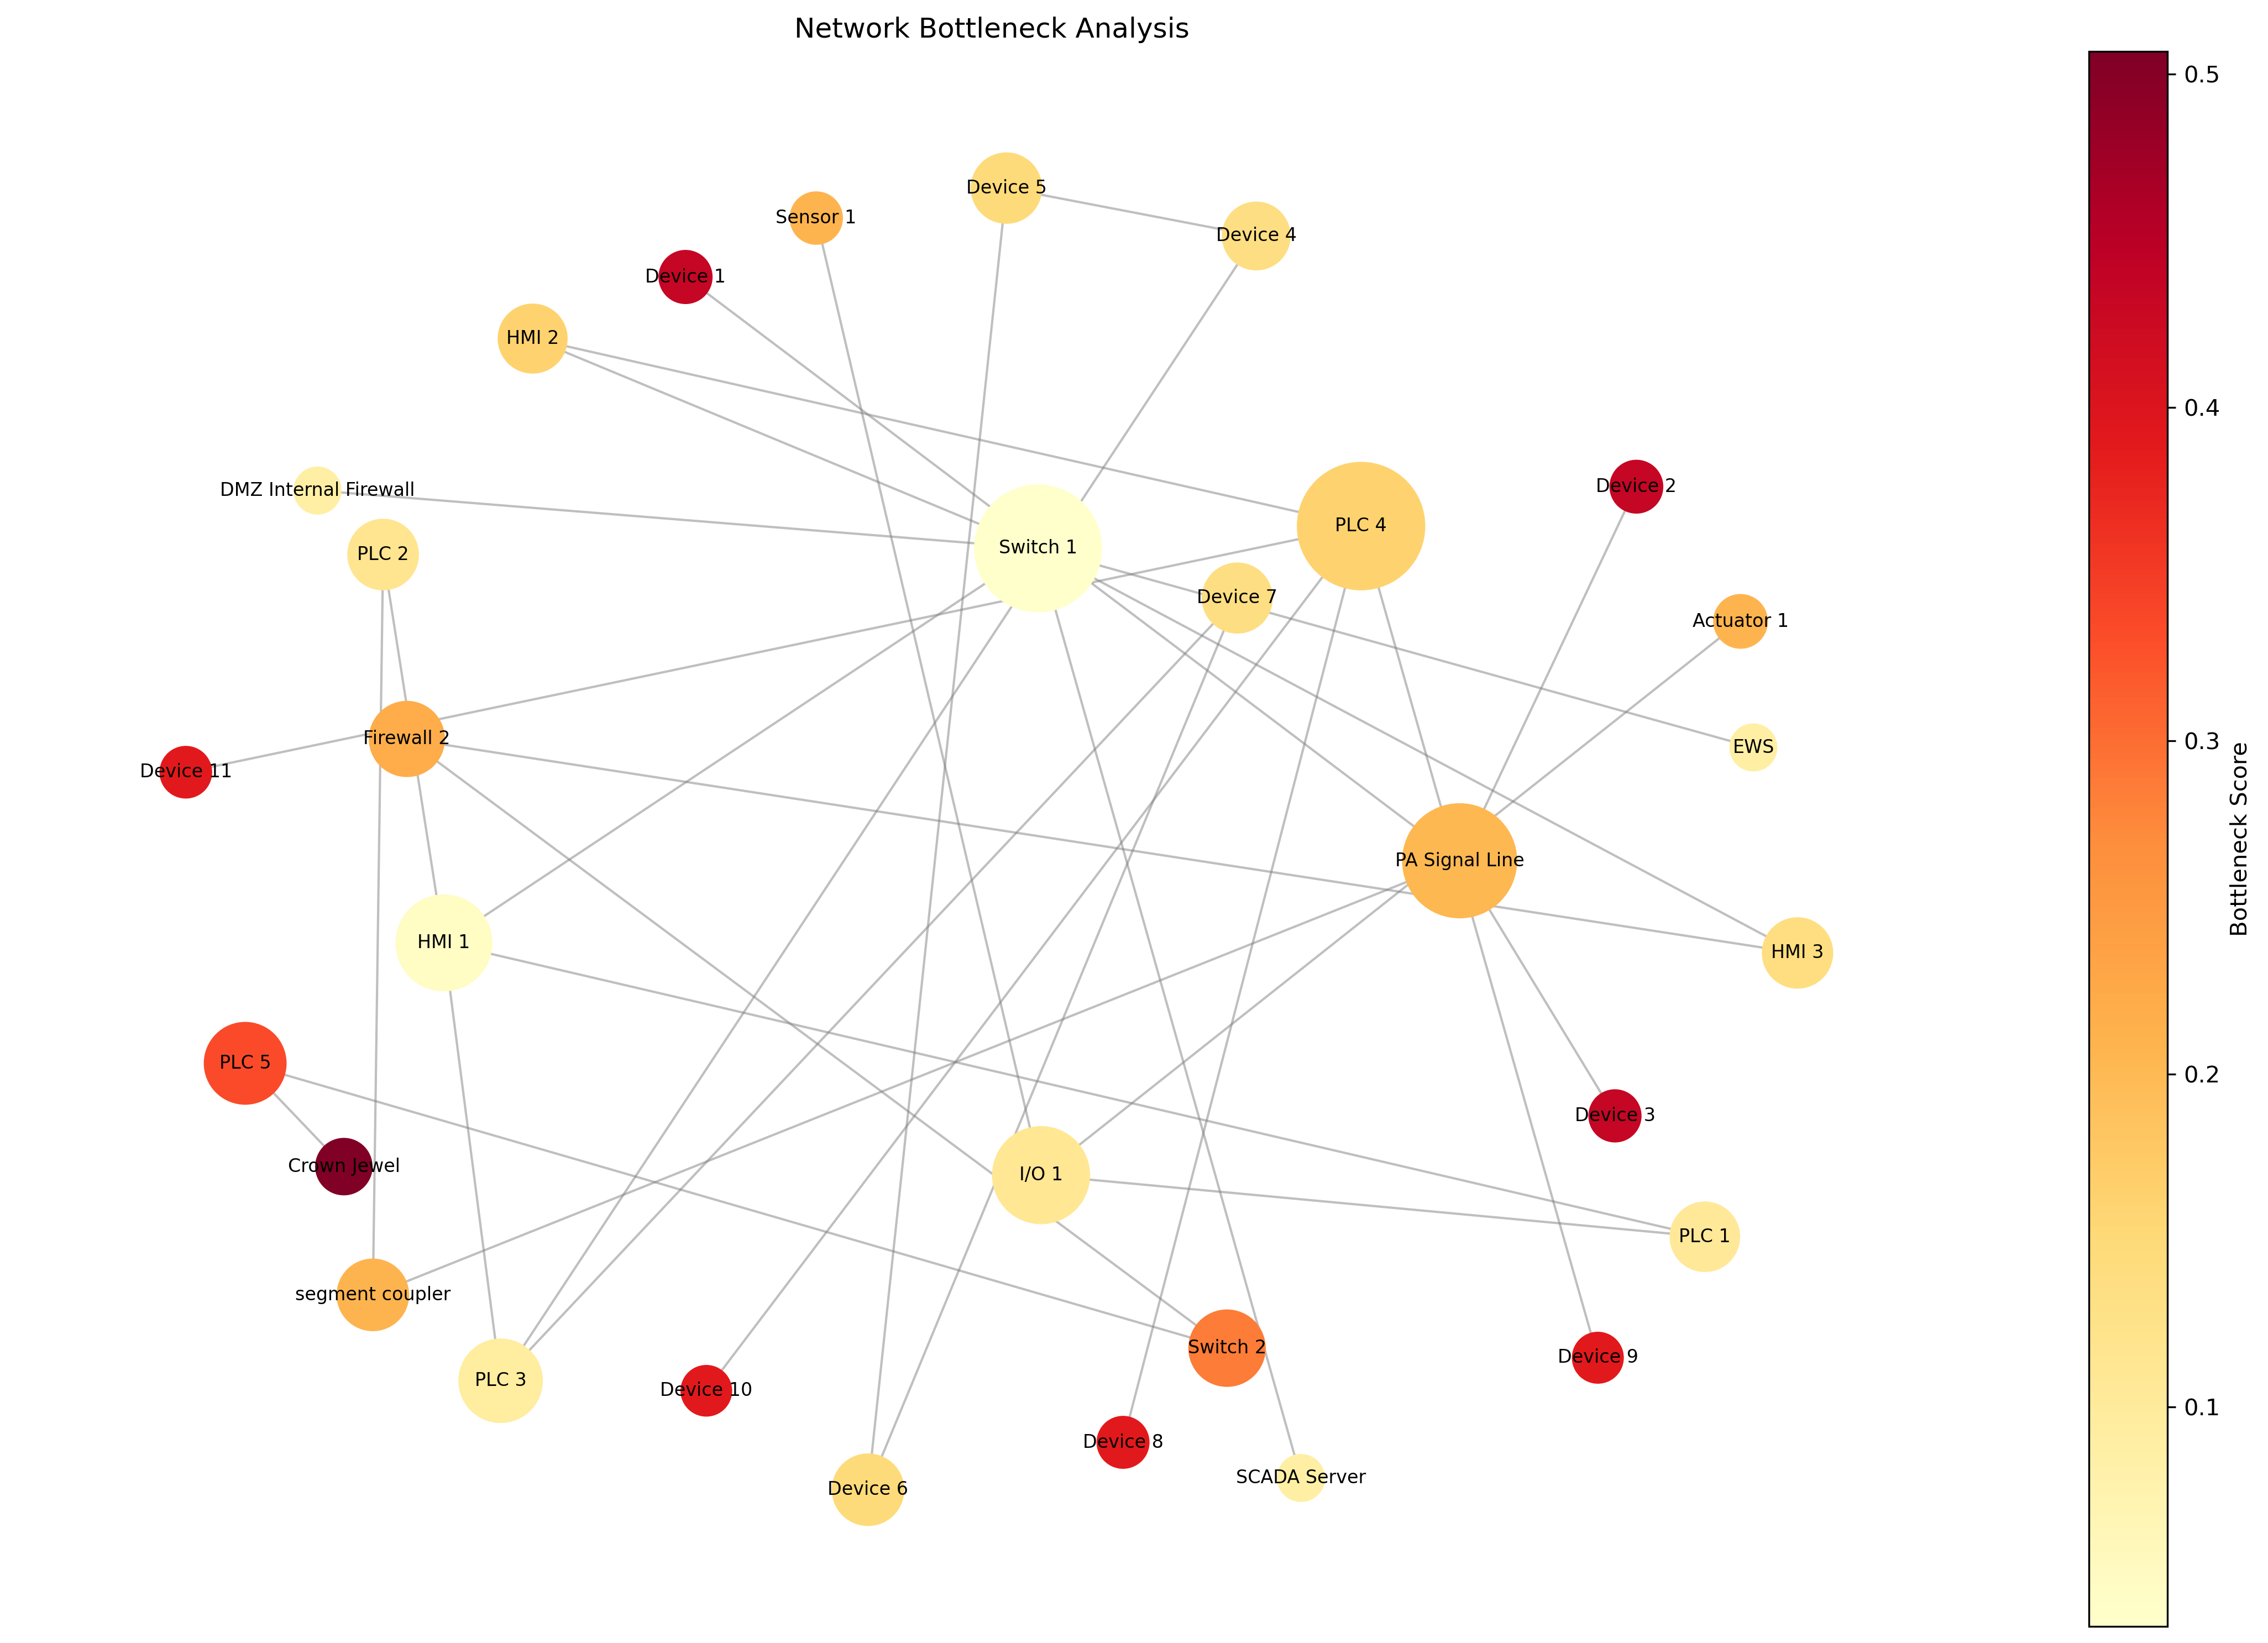 Network Bottleneck Analysis
0.5
Device 5
Sensor 1
Device 4
Device 1
HMI 2
0.4
Device 2
DMZ Internal Firewall
PLC 4
Switch 1
PLC 2
Device 7
Actuator 1
Firewall 2
0.3
EWS
Device 11
Bottleneck Score
PA Signal Line
HMI 1
HMI 3
PLC 5
0.2
Device 3
Crown Jewel
I/O 1
PLC 1
segment coupler
Switch 2
Device 9
PLC 3
Device 10
0.1
Device 8
SCADA Server
Device 6